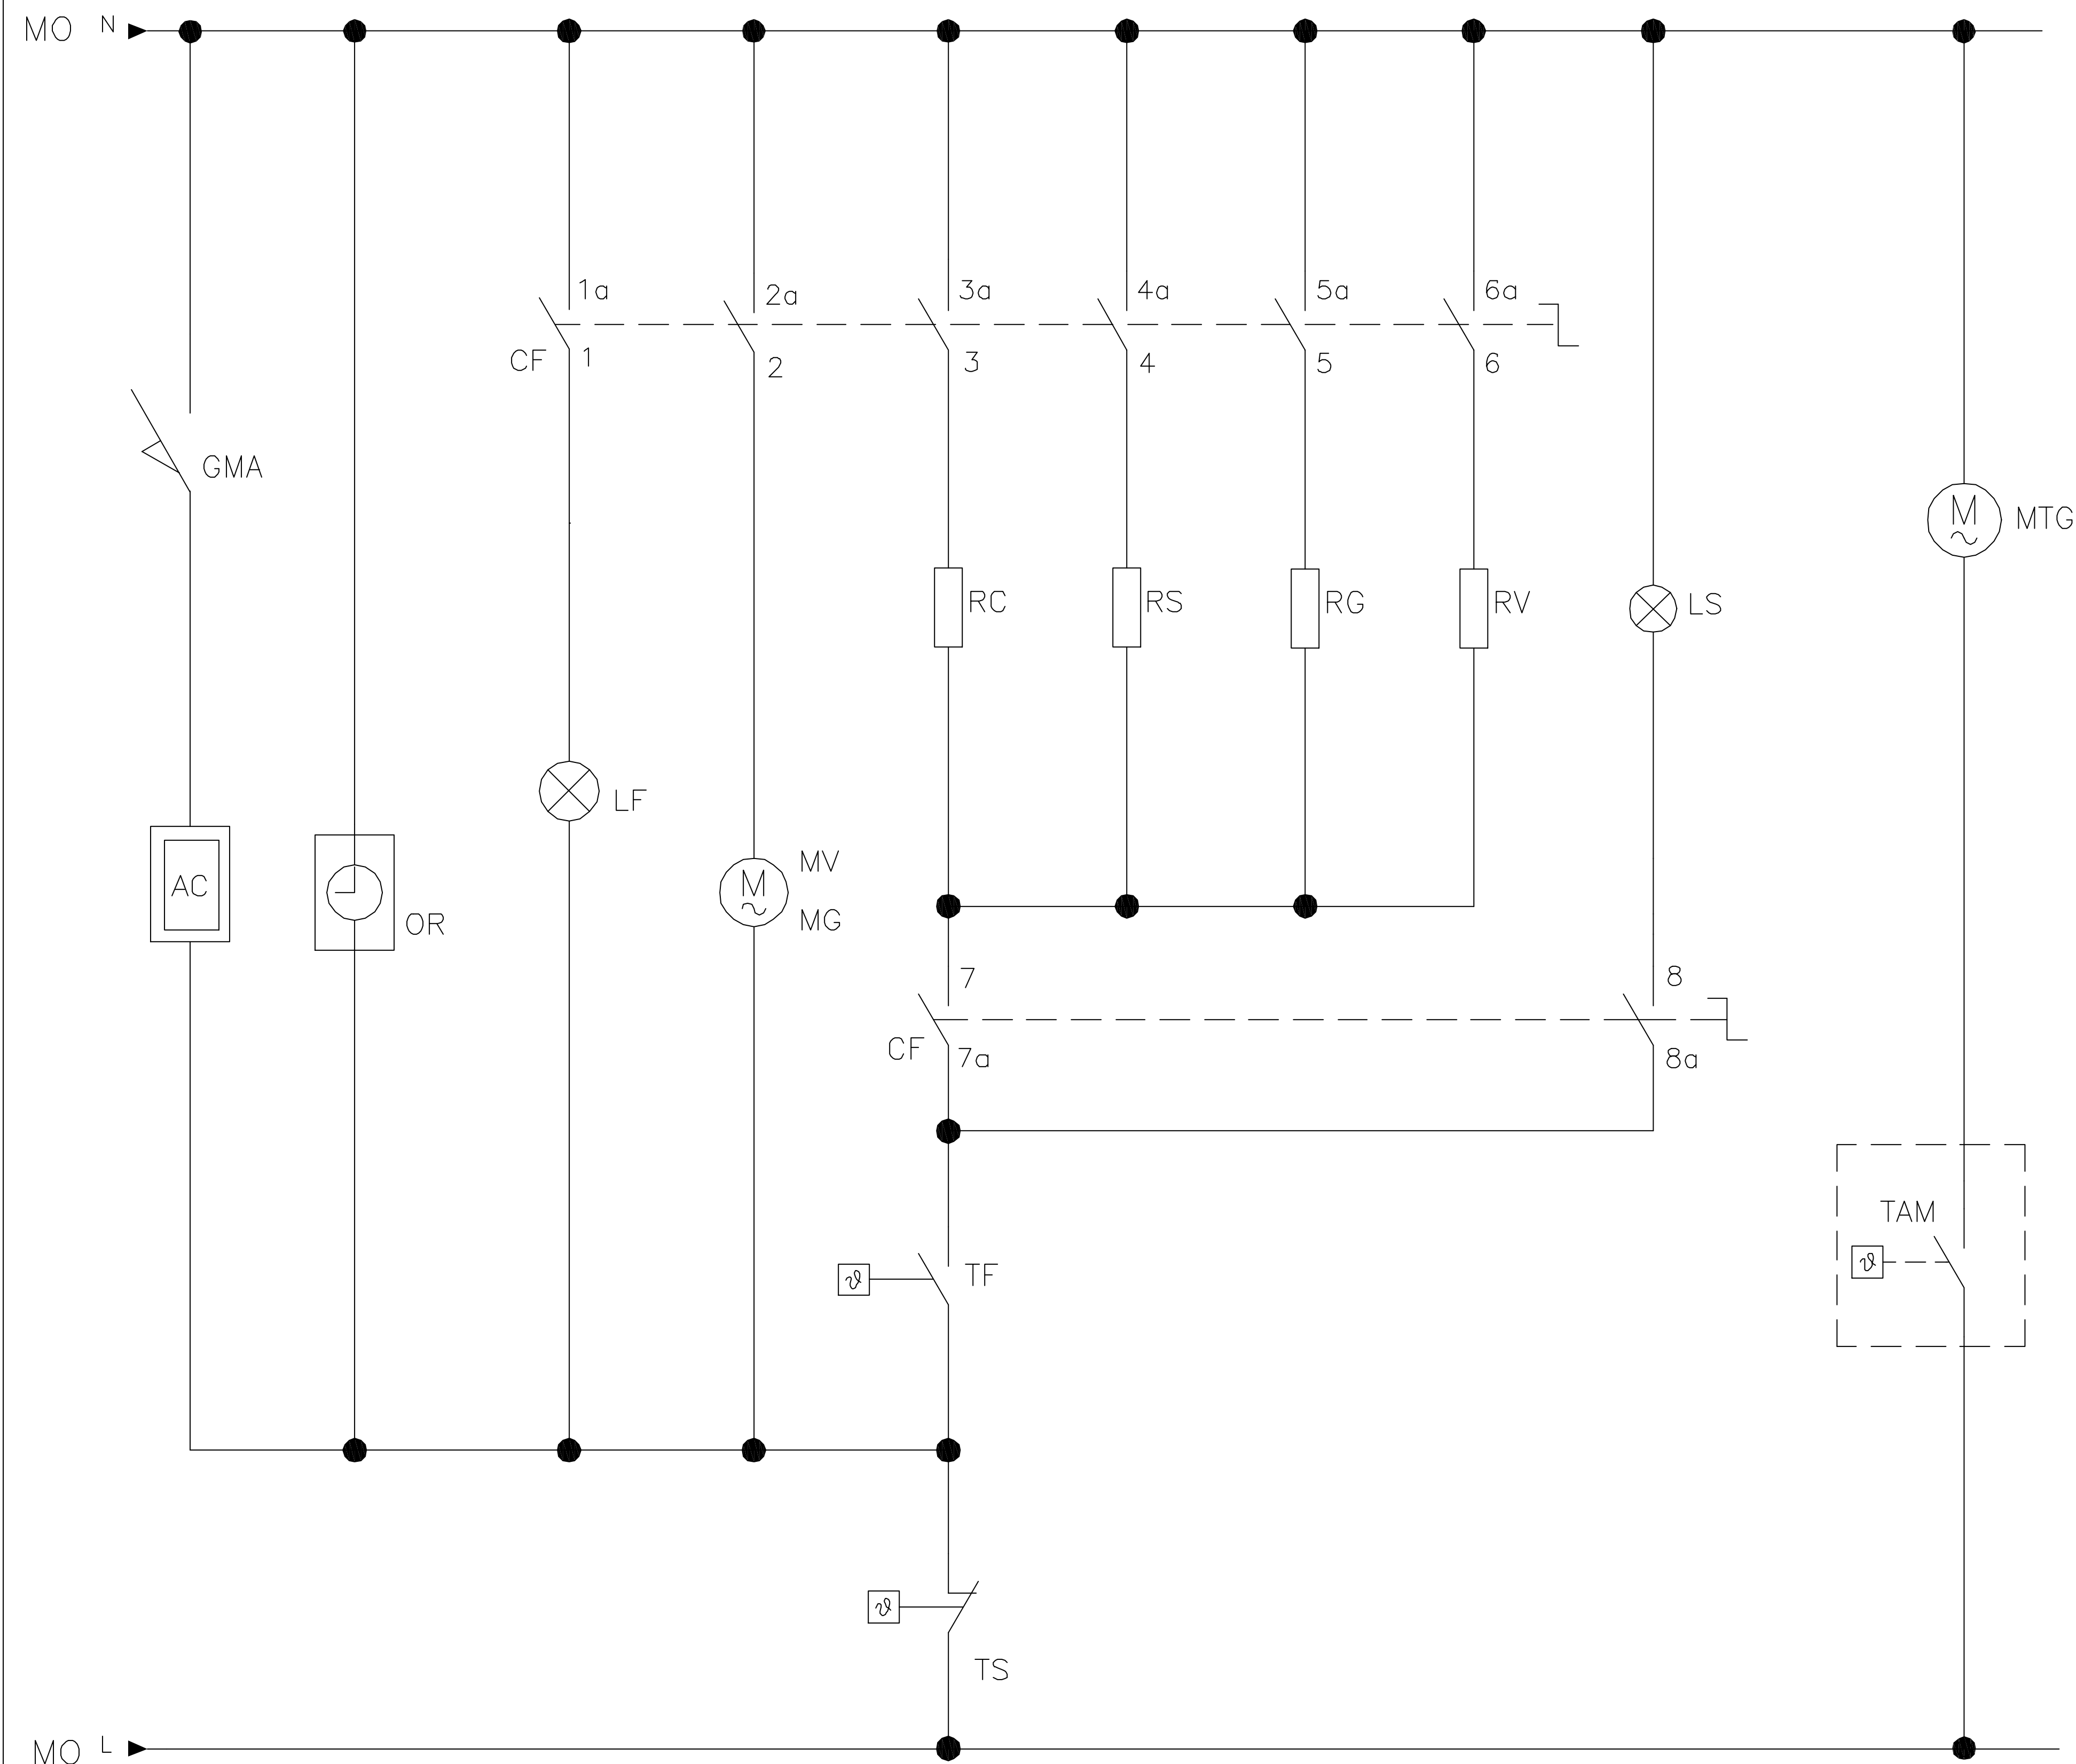 MO N
1a 2a 3a 4a 5a 6a
CF 1 2 3 4 5 6
GMA
M MTG
RC RS RG RV LS
LF
MV
AC M
OR MG
7 8
CF 7a 8a
TAM
ϑ
ϑ TF
ϑ
TS
MO L